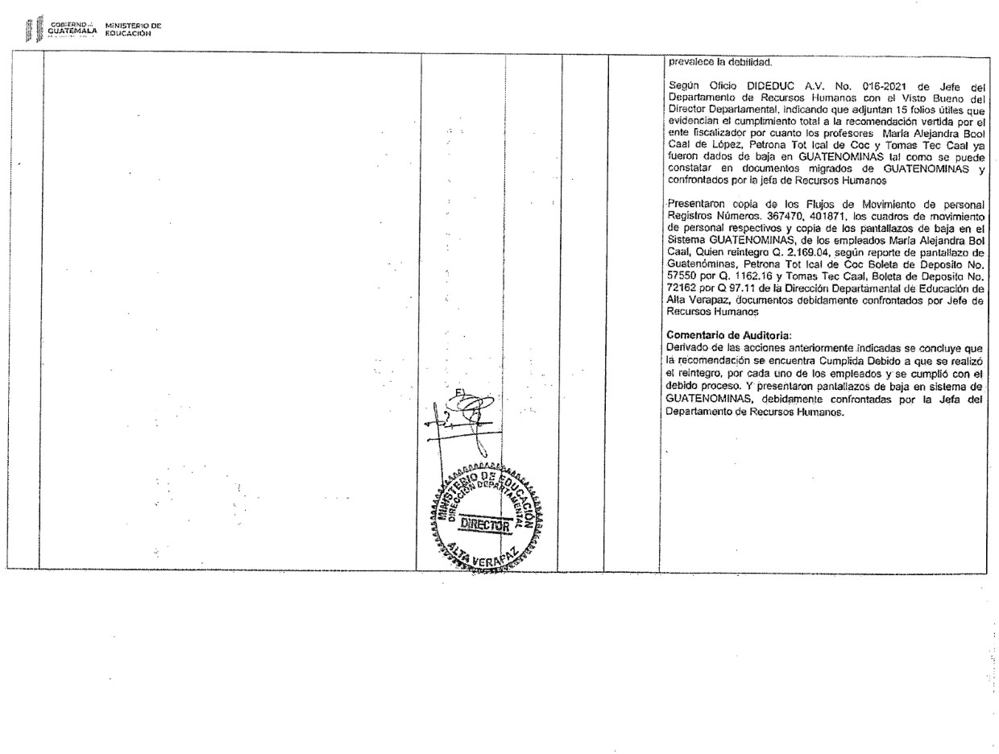 GOBIERNO de
GUATEMALA
MINISTERIO DE
EDUCACIÓN
prevalece la debilidad.
Según Oficio DIDEDUC A.V. No. 016-2021 de Jefe del
Departamento de Recursos Humanos con el Visto Bueno del
Director Departamental, indicando que adjuntan 15 folios útiles que
evidencian el cumplimiento total a la recomendación vertida por el
ente fiscalizador por cuanto los profesores María Alejandra Bool
Caal de López, Petrona Tot Ical de Coc y Tomas Tec Caal ya
fueron dados de baja en GUATENOMINAS tal como se puede
constatar en documentos migrados de GUATENOMINAS y
confrontados por la jefa de Recursos Humanos
Presentaron copia de los Flujos de Movimiento de personal
Registros Números. 367470, 401871, los cuadros de movimiento
de personal respectivos y copia de los pantallazos de baja en el
Sistema GUATENOMINAS, de los empleados María Alejandra Bol
Caal, Quien reintegro Q. 2.169.04, según reporte de pantallazo de
Guatenóminas, Petrona Tot Ical de Coc Boleta de Deposito No.
57550 por Q. 1162.16 y Tomas Tec Caal, Boleta de Deposito No.
72162 por Q 97.11 de la Dirección Departamental de Educación de
Alta Verapaz, documentos debidamente confrontados por Jefe de
Recursos Humanos
Comentario de Auditoria:
Derivado de las acciones anteriormente indicadas se concluye que
la recomendación se encuentra Cumplida Debido a que se realizó
el reintegro, por cada uno de los empleados y se cumplió con el
debido proceso. Y presentaron pantallazos de baja en sistema de
GUATENOMINAS, debidamente confrontadas por la Jefa del
Departamento de Recursos Humanos.
F)
MINISTERIO DE EDUCACIÓN
DIRECCIÓN DEPARTAMENTAL
DIRECTOR
ALTA VERAPAZ